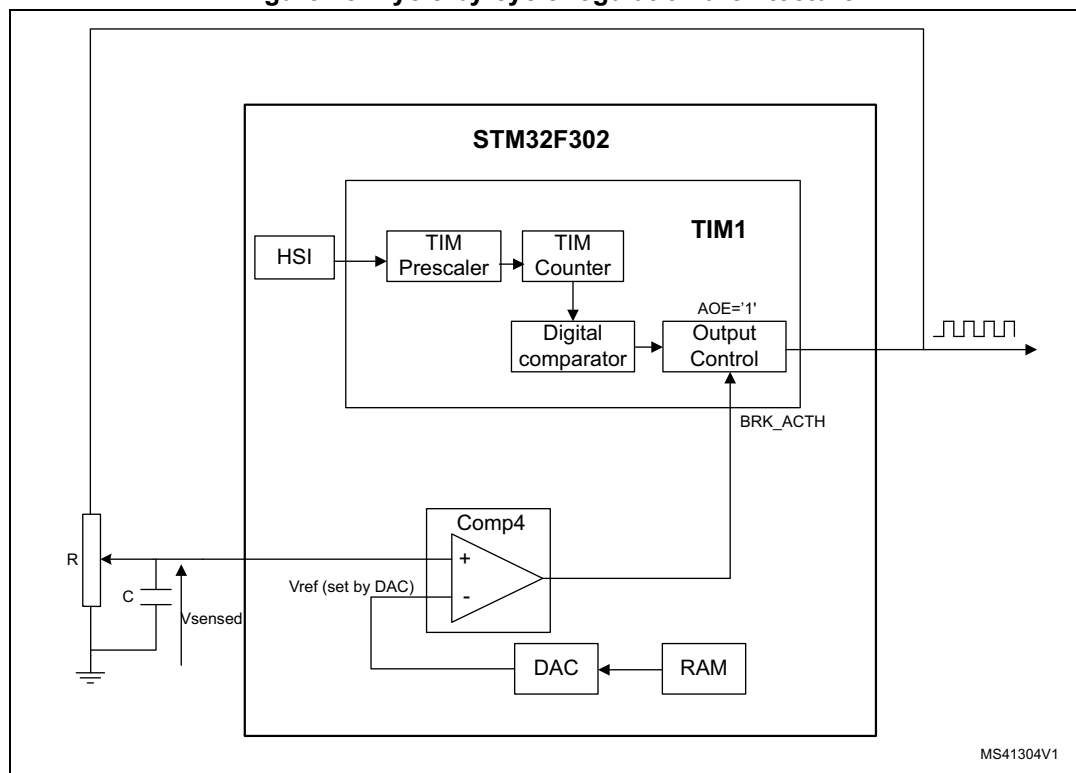 STM32F302
TIM1
HSI
TIM
Prescaler
TIM
Counter
AOE='1'
Digital
comparator
Output
Control
BRK_ACTH
Comp4
+
-
R
C
Vsensed
Vref (set by DAC)
DAC
RAM
MS41304V1